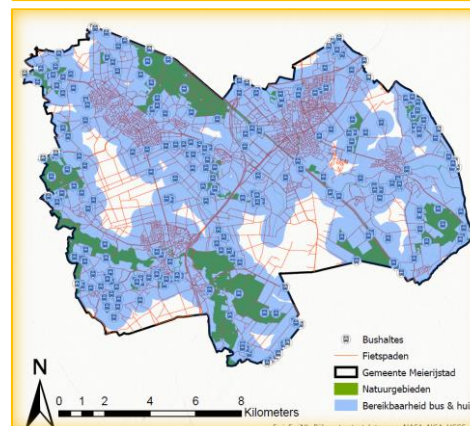 Bushaltes
Fietspaden
Gemeente Meierijstad
Natuurgebieden
Bereikbaarheid bus & hui
N
0 1 2 4 6 8
Kilometers